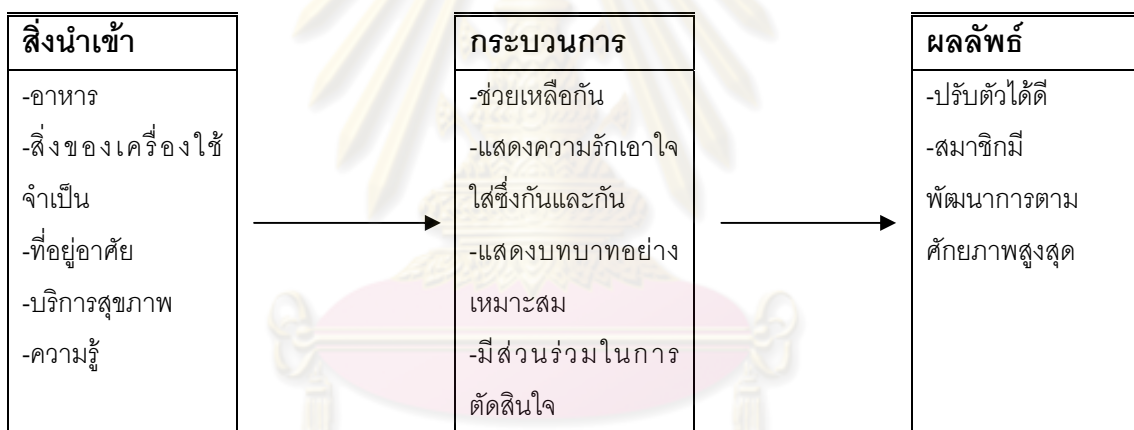 สิ่งนำเข้า
-อาหาร
-สิ่งของเครื่องใช้
จำเป็น
-ที่อยู่อาศัย
-บริการสุขภาพ
-ความรู้
กระบวนการ
-ช่วยเหลือกัน
-แสดงความรักเอาใจ
ใส่ซึ่งกันและกัน
-แสดงบทบาทอย่าง
เหมาะสม
-มีส่วนร่วมในการ
ตัดสินใจ
ผลลัพธ์
-ปรับตัวได้ดี
-สมาชิกมี
พัฒนาการตาม
ศักยภาพสูงสุด